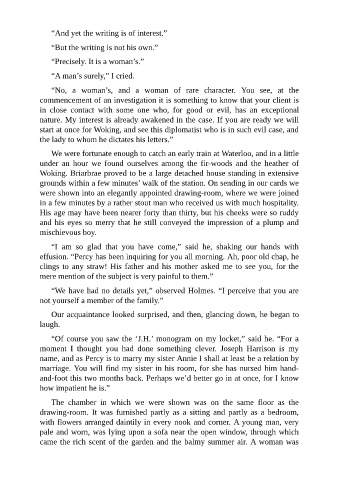 “And yet the writing is of interest.”
“But the writing is not his own.”
“Precisely. It is a woman’s.”
“A man’s surely,” I cried.
“No, a woman’s, and a woman of rare character. You see, at the
commencement of an investigation it is something to know that your client is
in close contact with some one who, for good or evil, has an exceptional
nature. My interest is already awakened in the case. If you are ready we will
start at once for Woking, and see this diplomatist who is in such evil case, and
the lady to whom he dictates his letters.”
We were fortunate enough to catch an early train at Waterloo, and in a little
under an hour we found ourselves among the fir-woods and the heather of
Woking. Briarbrae proved to be a large detached house standing in extensive
grounds within a few minutes’ walk of the station. On sending in our cards we
were shown into an elegantly appointed drawing-room, where we were joined
in a few minutes by a rather stout man who received us with much hospitality.
His age may have been nearer forty than thirty, but his cheeks were so ruddy
and his eyes so merry that he still conveyed the impression of a plump and
mischievous boy.
“I am so glad that you have come,” said he, shaking our hands with
effusion. “Percy has been inquiring for you all morning. Ah, poor old chap, he
clings to any straw! His father and his mother asked me to see you, for the
mere mention of the subject is very painful to them.”
“We have had no details yet,” observed Holmes. “I perceive that you are
not yourself a member of the family.”
Our acquaintance looked surprised, and then, glancing down, he began to
laugh.
“Of course you saw the ‘J.H.’ monogram on my locket,” said he. “For a
moment I thought you had done something clever. Joseph Harrison is my
name, and as Percy is to marry my sister Annie I shall at least be a relation by
marriage. You will find my sister in his room, for she has nursed him hand-
and-foot this two months back. Perhaps we’d better go in at once, for I know
how impatient he is.”
The chamber in which we were shown was on the same floor as the
drawing-room. It was furnished partly as a sitting and partly as a bedroom,
with flowers arranged daintily in every nook and corner. A young man, very
pale and worn, was lying upon a sofa near the open window, through which
came the rich scent of the garden and the balmy summer air. A woman was